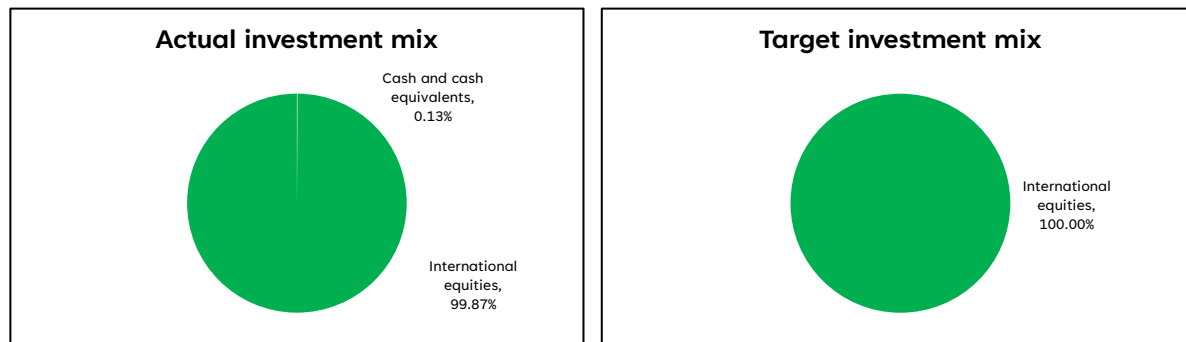 Actual investment mix
Cash and cash
equivalents,
0.13%
International
equities,
99.87%
Target investment mix
International
equities,
100.00%